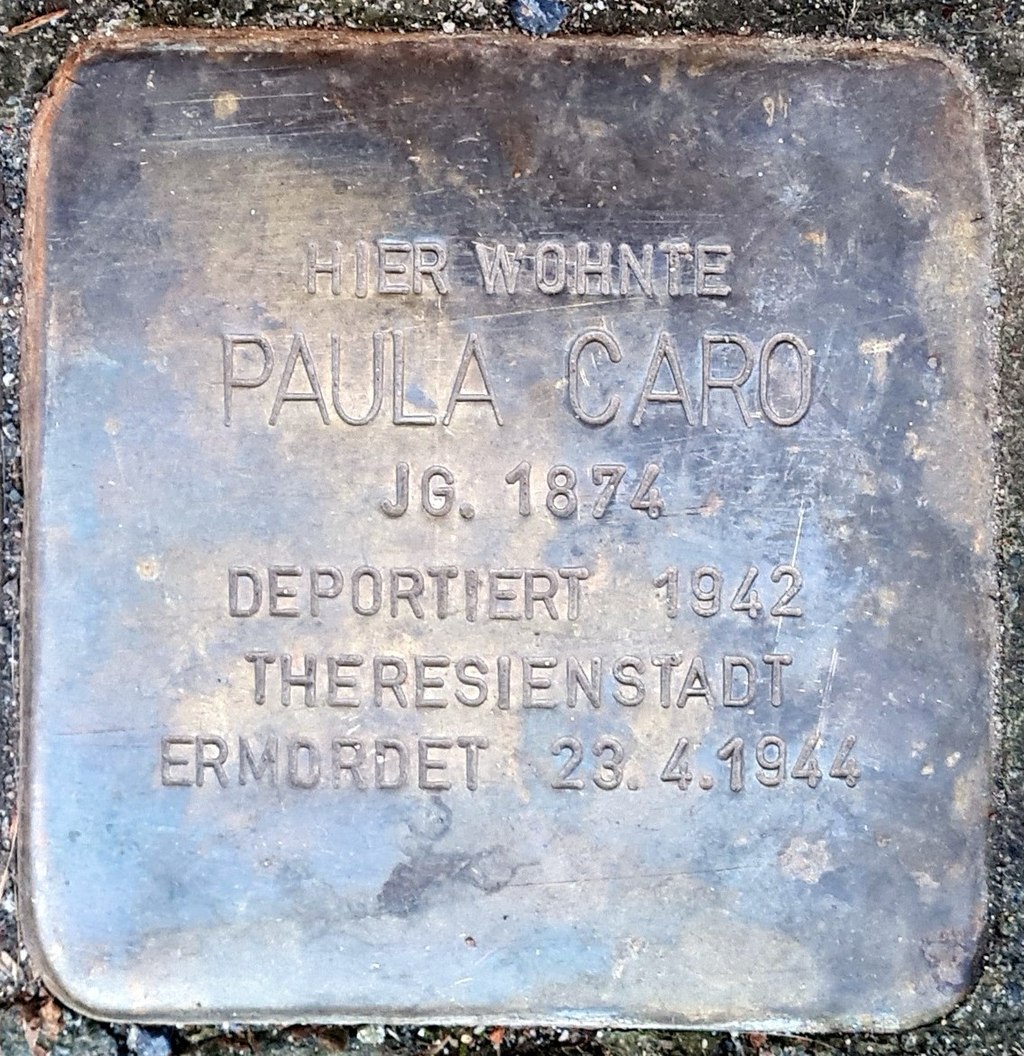 HIER WOHNTE
PAULA CARO
JG. 1874
DEPORTIERT 1942
THERESIENSTADT
ERMORDET 23.4.1944